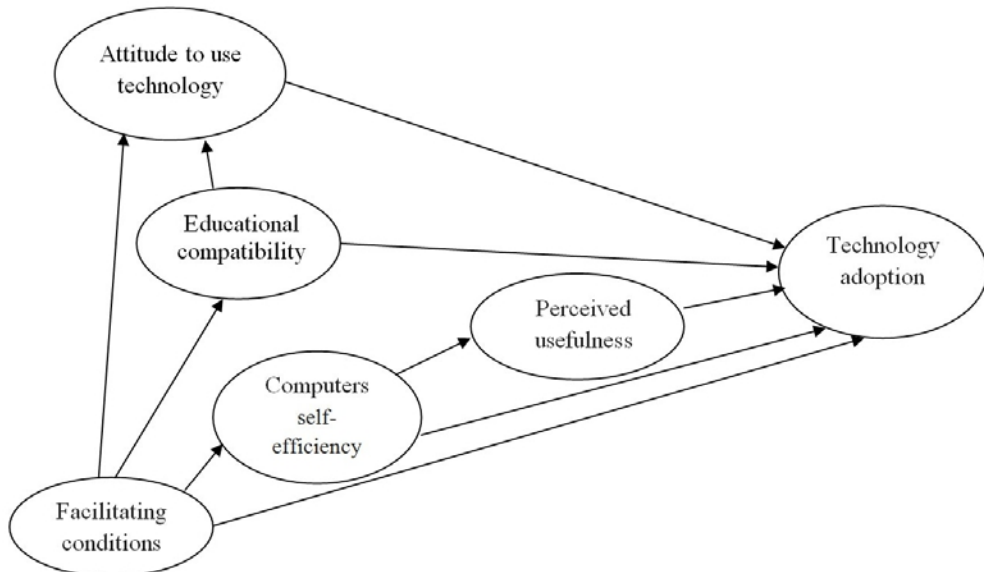 Attitude to use
technology
Educational
compatibility
Technology
adoption
Perceived
usefulness
Computers
self-
efficiency
Facilitating
conditions